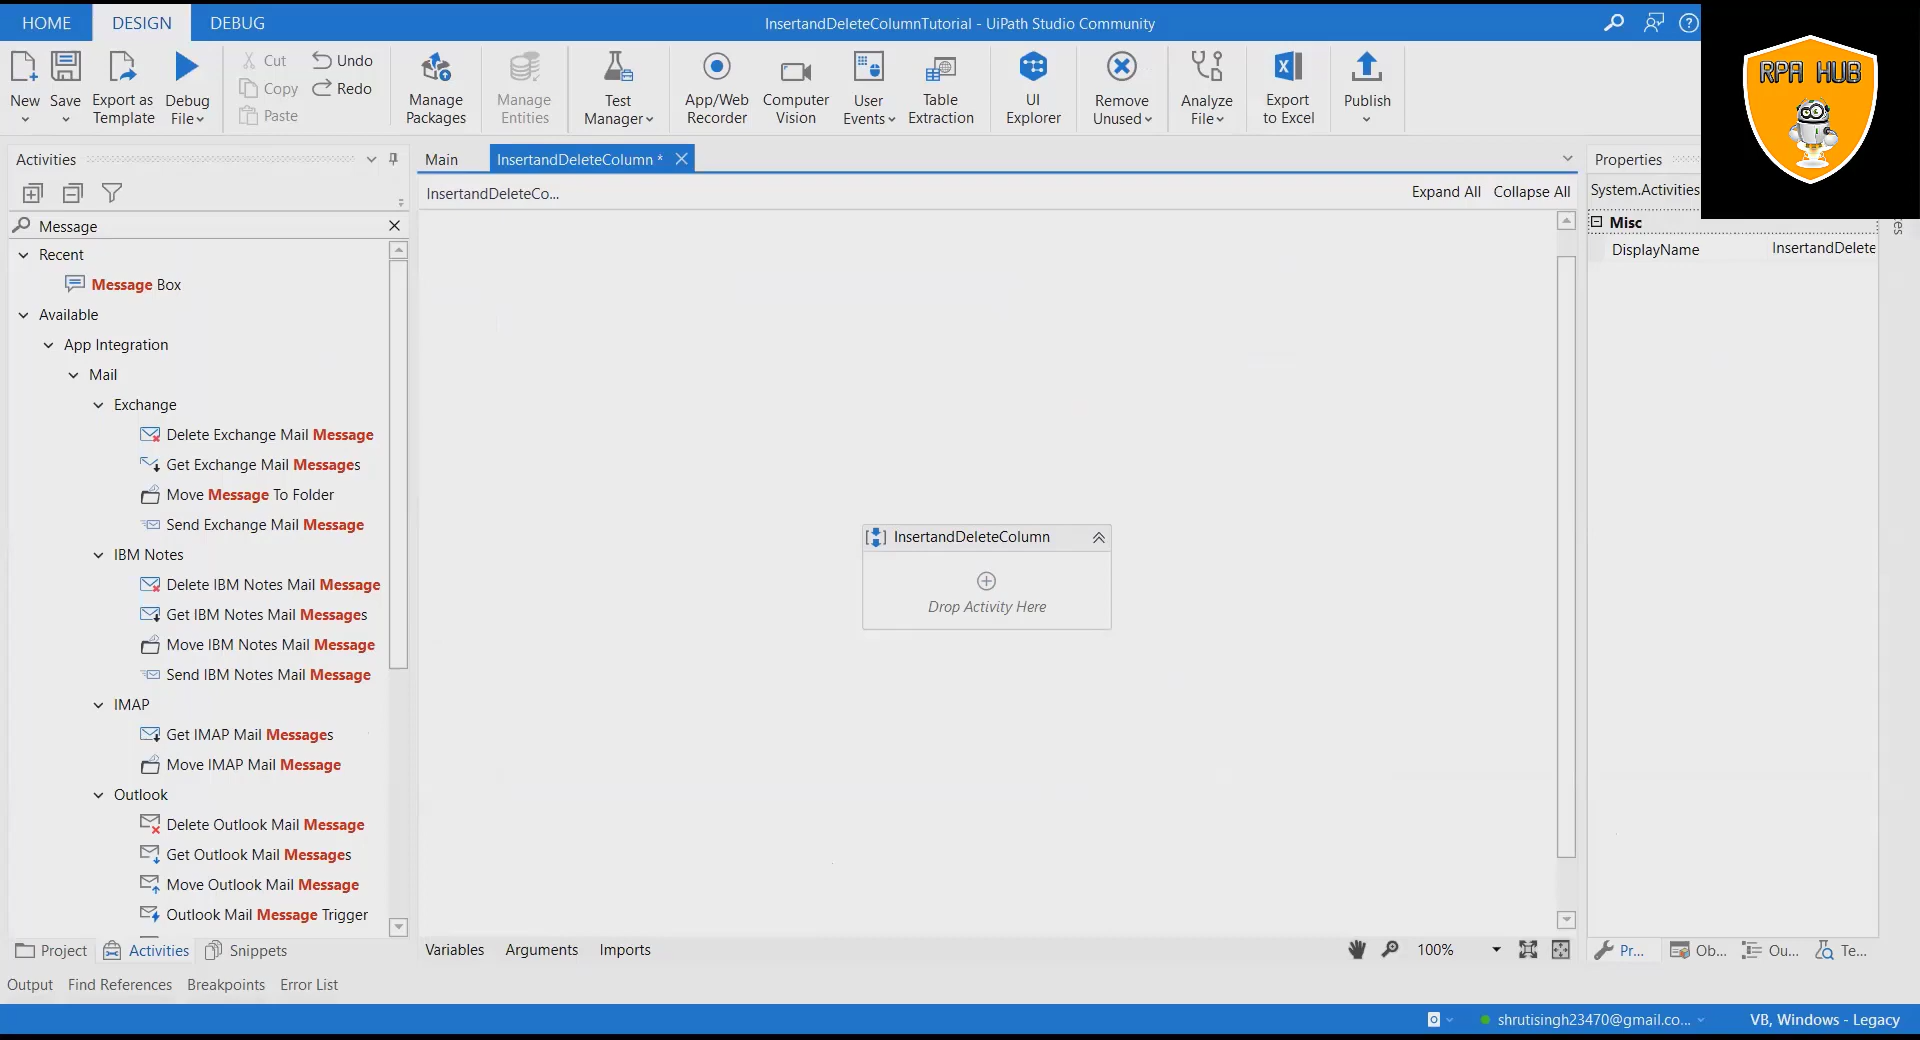 HOME DESIGN DEBUG InsertandDeleteColumnTutorial - UiPath Studio Community
RPA HUB
New Save Export as Template Debug File Cut Copy Paste Undo Redo Manage Packages Manage Entities Test Manager App/Web Recorder Computer Vision User Events Table Extraction UI Explorer Remove Unused Analyze File Export to Excel Publish
Activities
Main InsertandDeleteColumn *
Properties
InsertandDeleteCo... Expand All Collapse All
System.Activities
Message
Misc
DisplayName InsertandDelete
Recent
Message Box
Available
App Integration
Mail
Exchange
Delete Exchange Mail Message
Get Exchange Mail Messages
Move Message To Folder
Send Exchange Mail Message
IBM Notes
Delete IBM Notes Mail Message
Get IBM Notes Mail Messages
Move IBM Notes Mail Message
Send IBM Notes Mail Message
IMAP
Get IMAP Mail Messages
Move IMAP Mail Message
Outlook
Delete Outlook Mail Message
Get Outlook Mail Messages
Move Outlook Mail Message
Outlook Mail Message Trigger
InsertandDeleteColumn
Drop Activity Here
Project Activities Snippets
Variables Arguments Imports 100%
Pr... Ob... Ou... Te...
Output Find References Breakpoints Error List
shrutisingh23470@gmail.co... VB, Windows - Legacy